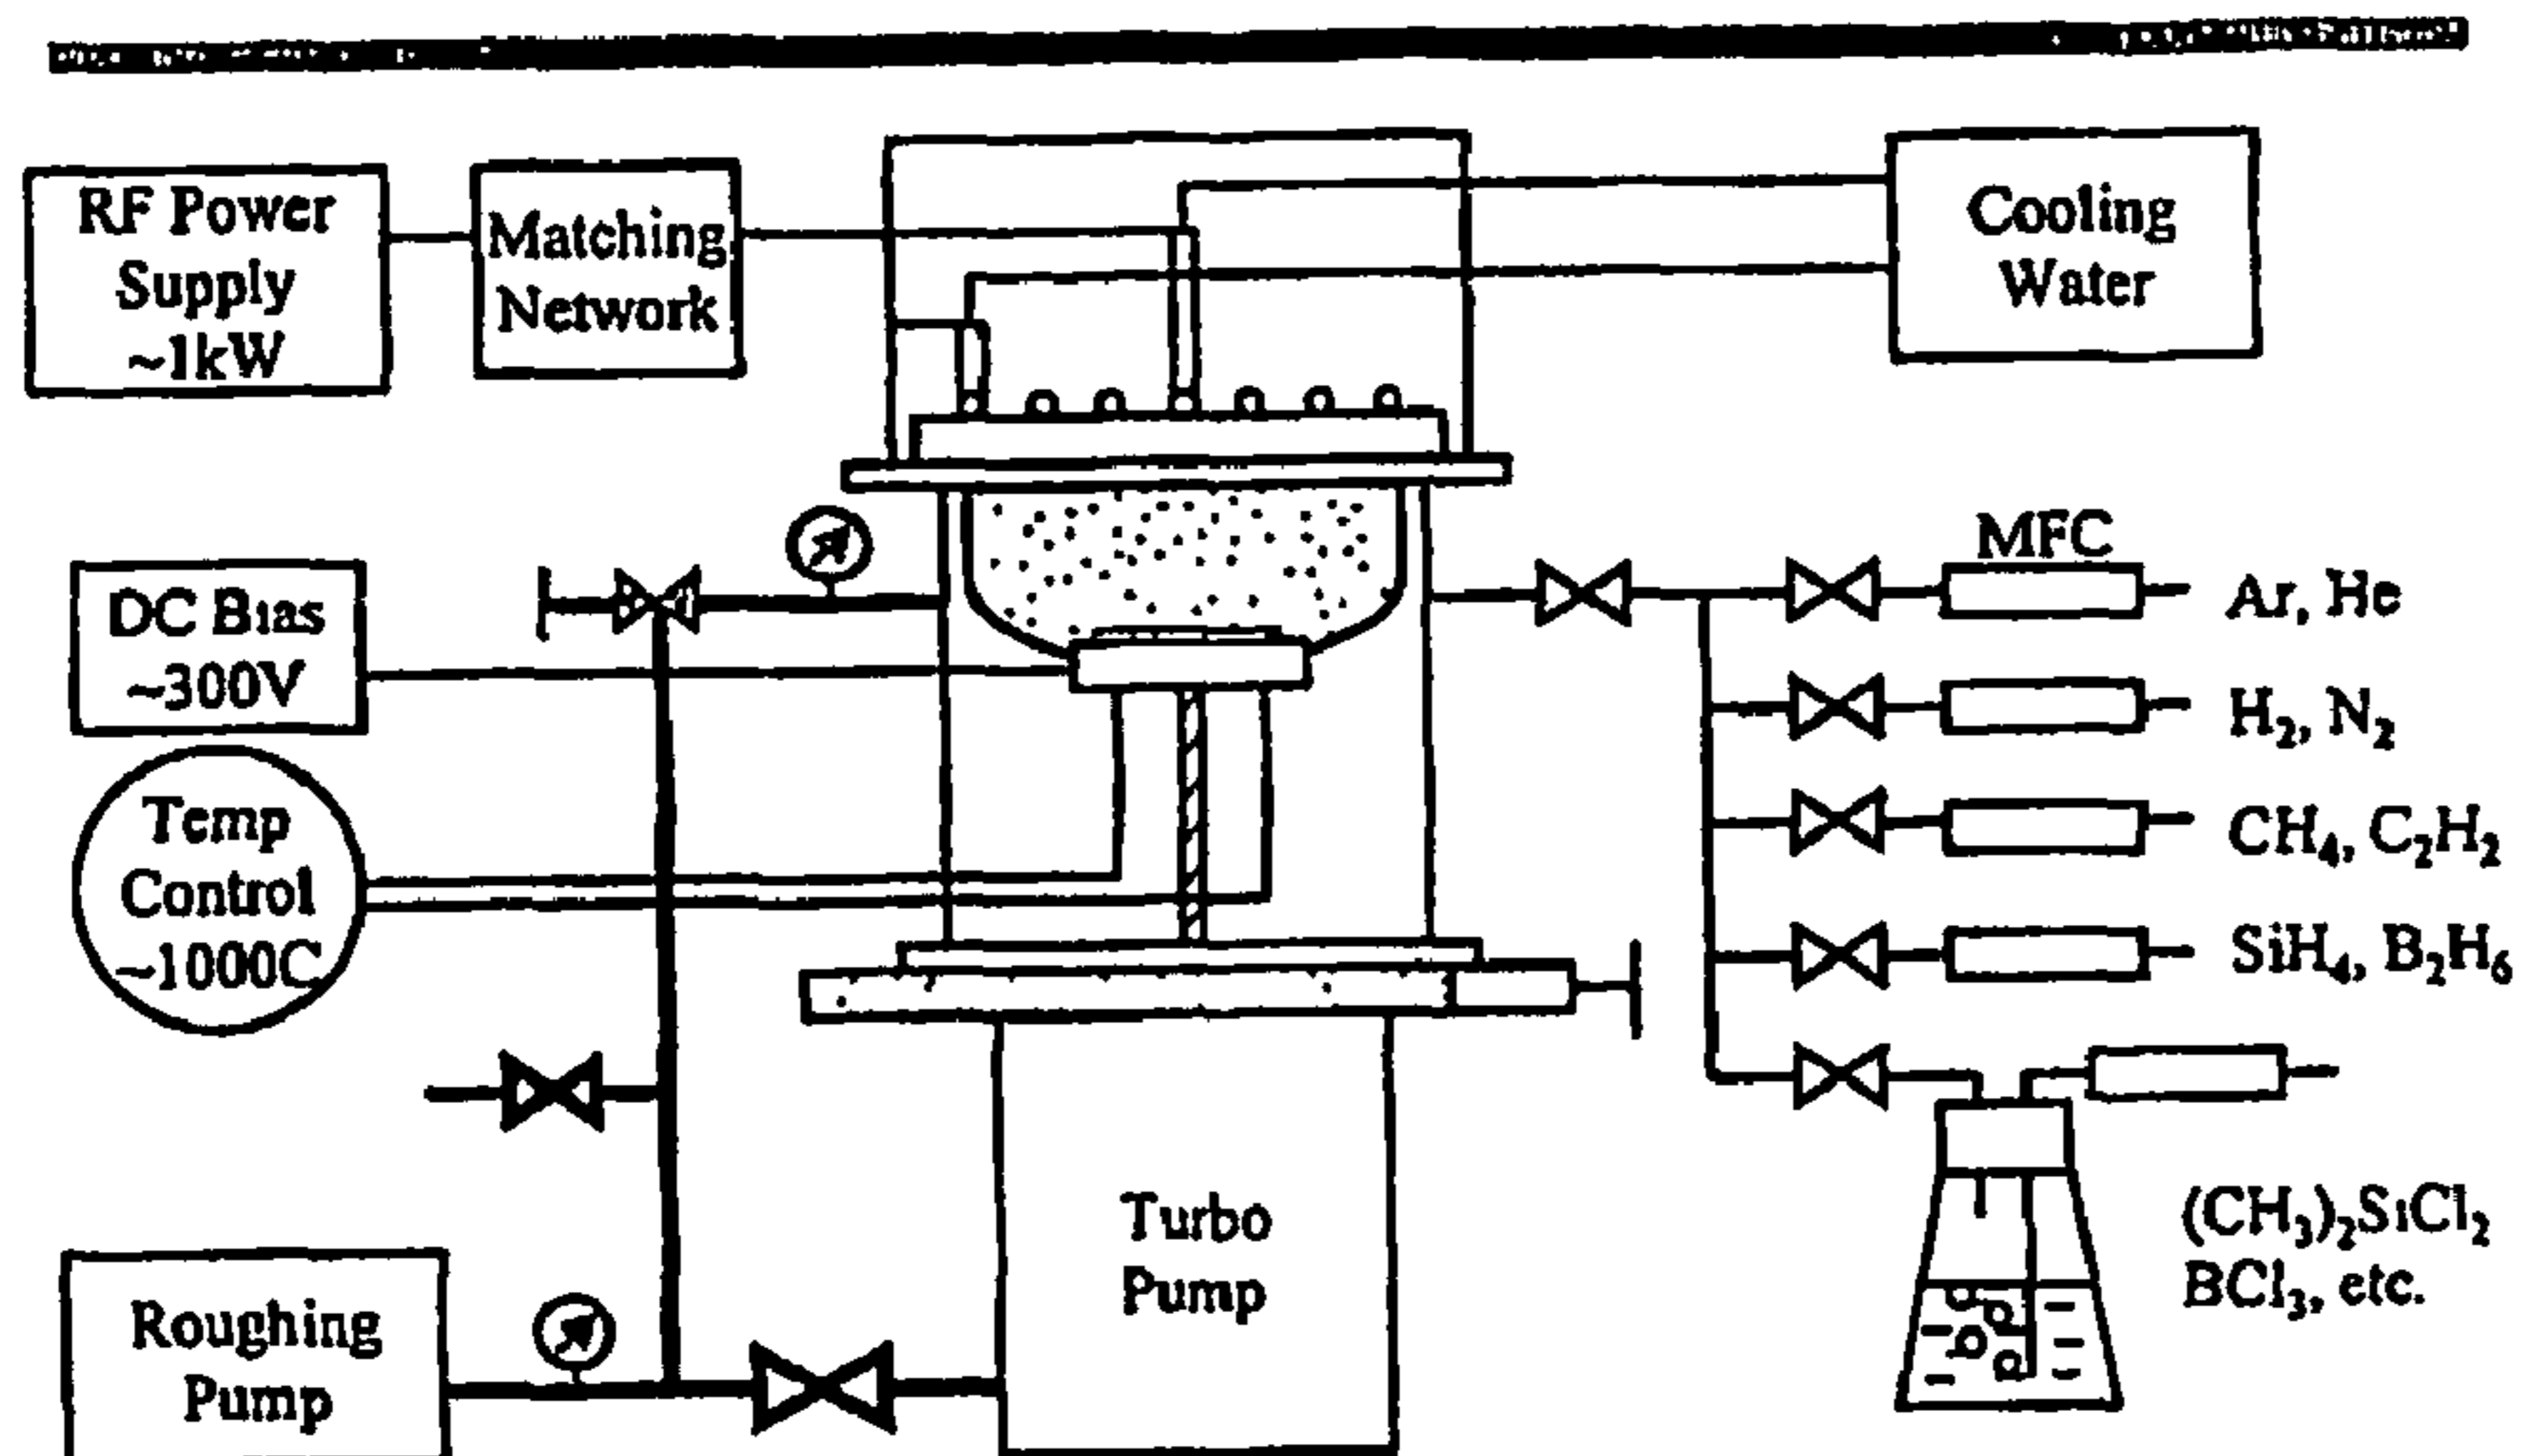 RF Power
Supply
~1kW
Matching
Network
Cooling
Water
MFC
Ar, He
DC Bias
~300V
H₂, N₂
Temp
Control
~1000C
CH₄, C₂H₂
SiH₄, B₂H₆
(CH₃)₂SiCl₂
BCl₃, etc.
Turbo
Pump
Roughing
Pump